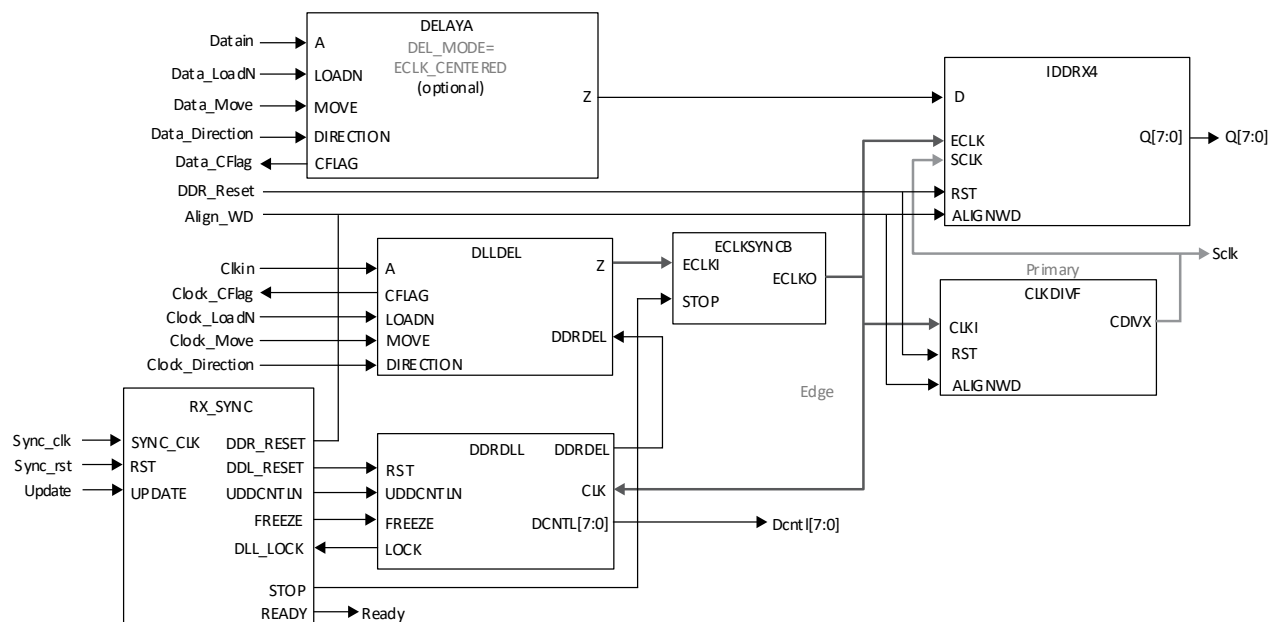 DELAYA
DEL_MODE=
ECLK_CENTERED
(optional)
Datain
A
Data_LoadN
LOADN
Data_Move
MOVE
Data_Direction
DIRECTION
Data_CFlag
CFLAG
Z
IDDRX4
D
ECLK
SCLK
RST
ALIGNWD
Q[7:0]
Q[7:0]
DDR_Reset
Align_WD
DLLDEL
Clkin
A
Clock_CFlag
CFLAG
Clock_LoadN
LOADN
Clock_Move
MOVE
Clock_Direction
DIRECTION
Z
DDRDEL
ECLKSYNCB
ECLKI
ECLKO
STOP
Sclk
Primary
CLKDIVF
CDIVX
CLKI
RST
ALIGNWD
Edge
RX_SYNC
Sync_clk
SYNC_CLK
Sync_rst
RST
Update
UPDATE
DDR_RESET
DDL_RESET
UDDCNTLN
FREEZE
DLL_LOCK
STOP
READY
Ready
DDRDLL
DDRDEL
RST
CLK
UDDCNTLN
FREEZE
DCNTL[7:0]
LOCK
Dcntl[7:0]